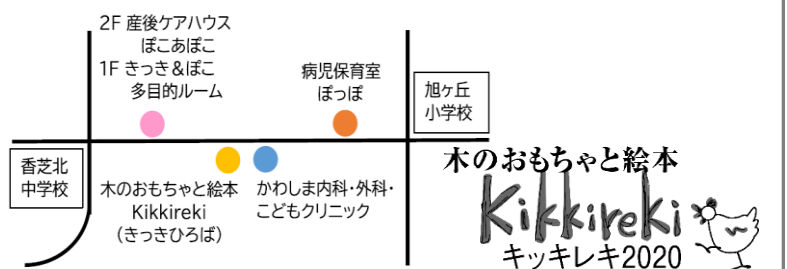 2F 産後ケアハウス
ぽこあぽこ
1F きっき＆ぽこ
多目的ルーム
病児保育室
ぽっぽ
旭ヶ丘
小学校
香芝北
中学校
木のおもちゃと絵本
Kikkireki
（きっきひろば）
かわしま内科・外科・
こどもクリニック
木のおもちゃと絵本
Kikkireki
キッキレキ2020